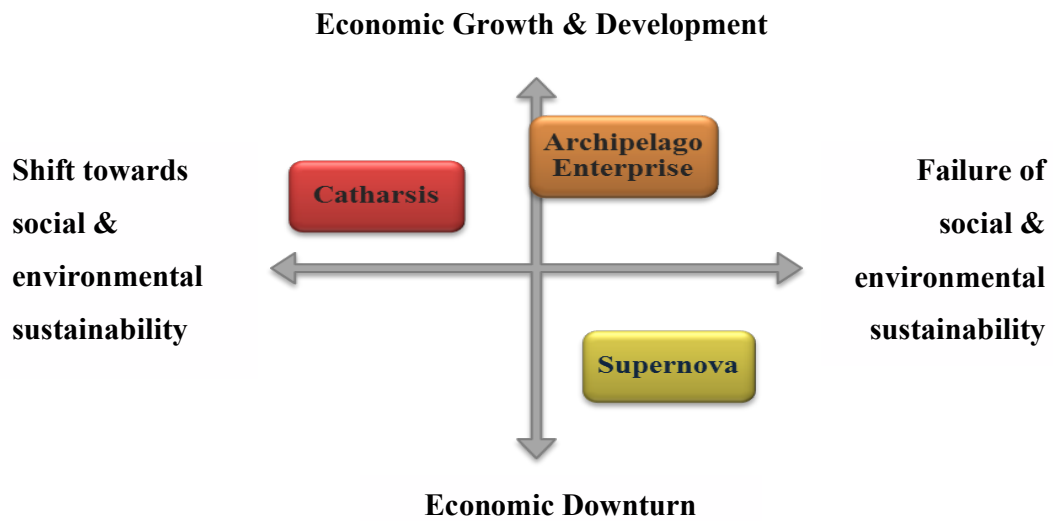 Economic Growth & Development
Archipelago
Enterprise
Catharsis
Shift towards
social &
environmental
sustainability
Failure of
social &
environmental
sustainability
Supernova
Economic Downturn